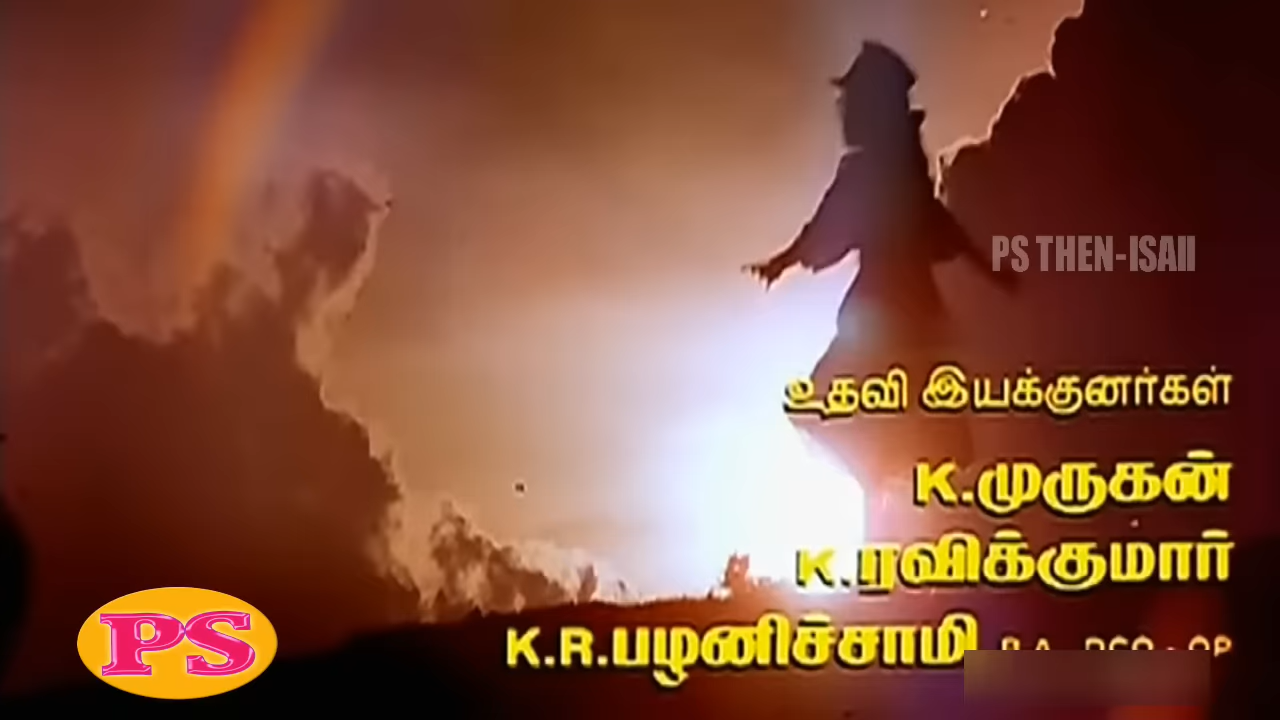 PS THEN-ISAII
உதவி இயக்குனர்கள்
K.முருகன்
K.ரவிக்குமார்
K.R.பழனிச்சாமி
PS